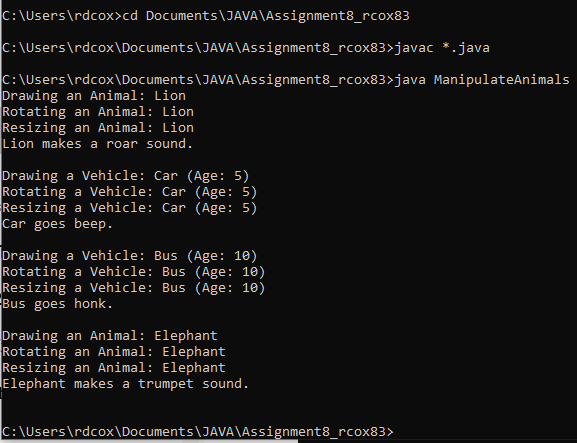 C:\Users\rdcox>cd Documents\JAVA\Assignment8_rcox83
C:\Users\rdcox\Documents\JAVA\Assignment8_rcox83>javac *.java
C:\Users\rdcox\Documents\JAVA\Assignment8_rcox83>java ManipulateAnimals
Drawing an Animal: Lion
Rotating an Animal: Lion
Resizing an Animal: Lion
Lion makes a roar sound.
Drawing a Vehicle: Car (Age: 5)
Rotating a Vehicle: Car (Age: 5)
Resizing a Vehicle: Car (Age: 5)
Car goes beep.
Drawing a Vehicle: Bus (Age: 10)
Rotating a Vehicle: Bus (Age: 10)
Resizing a Vehicle: Bus (Age: 10)
Bus goes honk.
Drawing an Animal: Elephant
Rotating an Animal: Elephant
Resizing an Animal: Elephant
Elephant makes a trumpet sound.
C:\Users\rdcox\Documents\JAVA\Assignment8_rcox83>